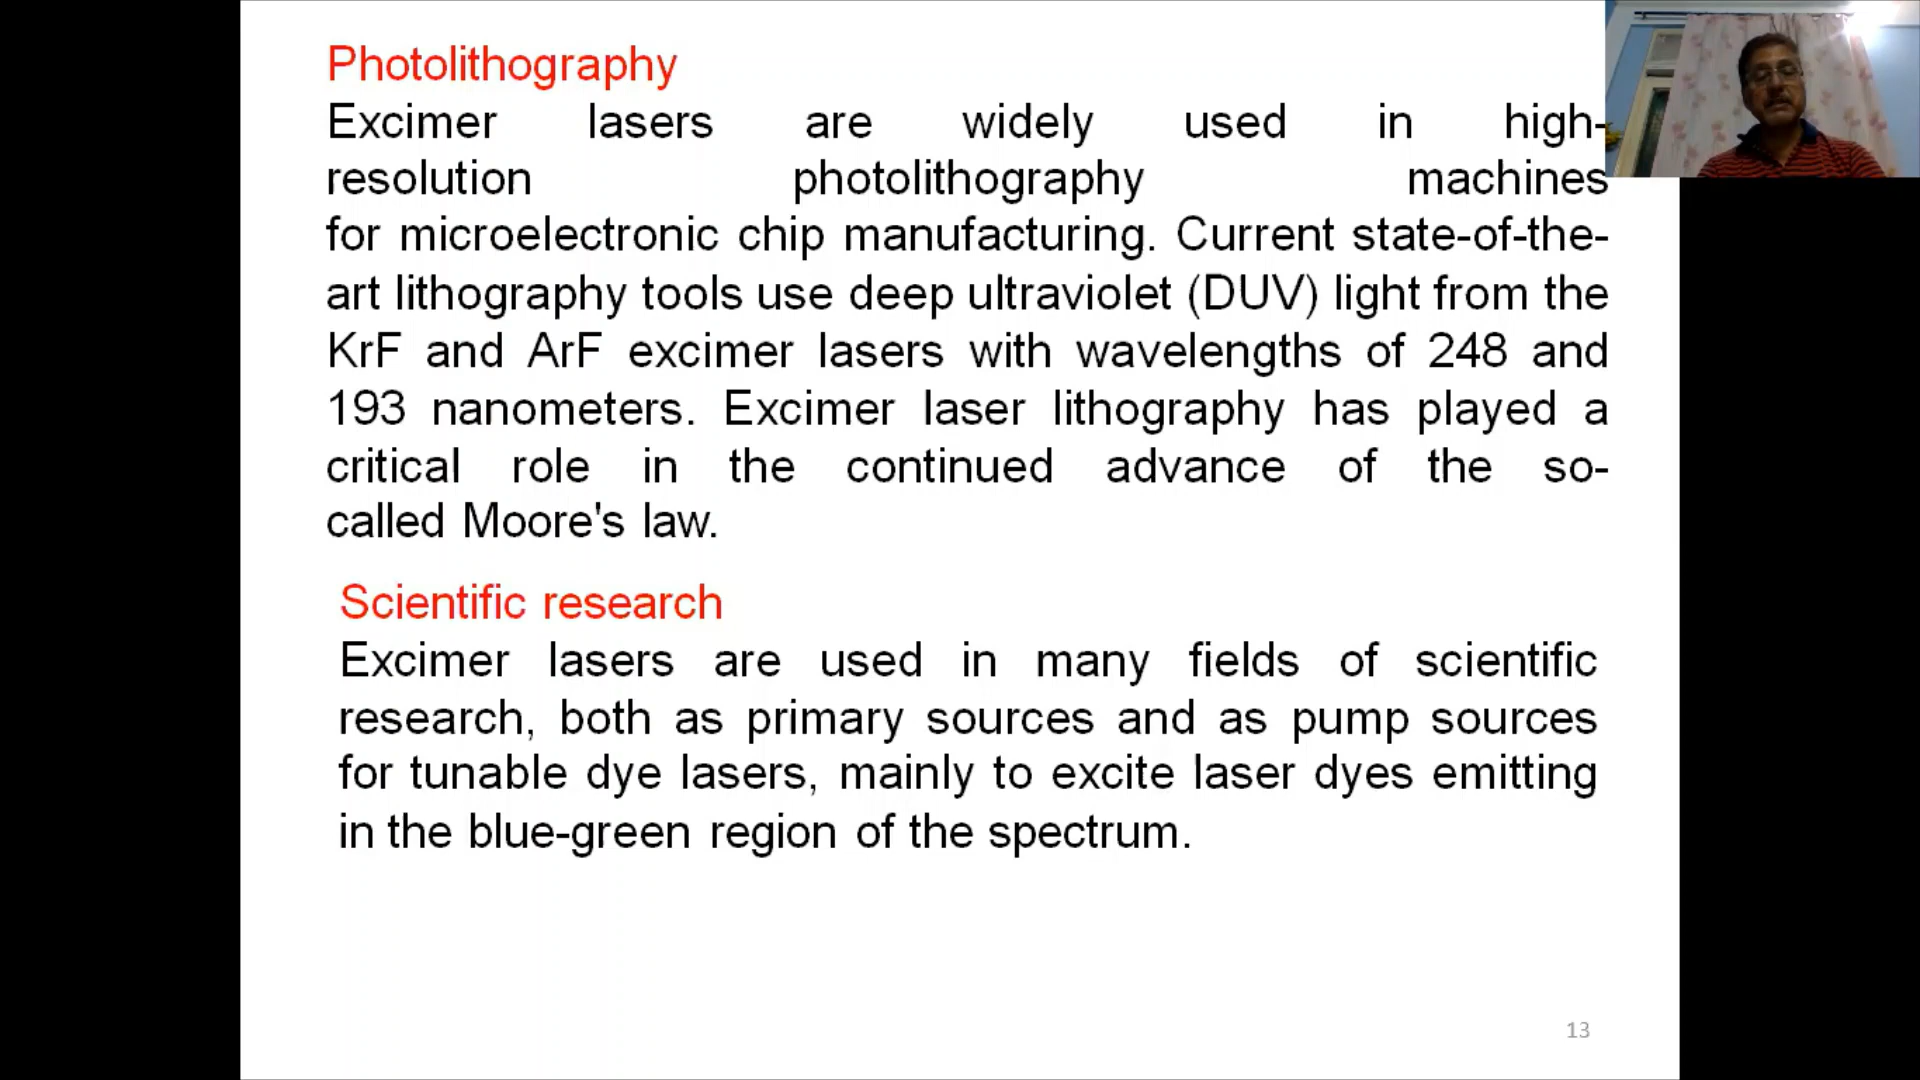 Photolithography
Excimer lasers are widely used in high-
resolution photolithography machines
for microelectronic chip manufacturing. Current state-of-the-
art lithography tools use deep ultraviolet (DUV) light from the
KrF and ArF excimer lasers with wavelengths of 248 and
193 nanometers. Excimer laser lithography has played a
critical role in the continued advance of the so-
called Moore's law.
Scientific research
Excimer lasers are used in many fields of scientific
research, both as primary sources and as pump sources
for tunable dye lasers, mainly to excite laser dyes emitting
in the blue-green region of the spectrum.
13